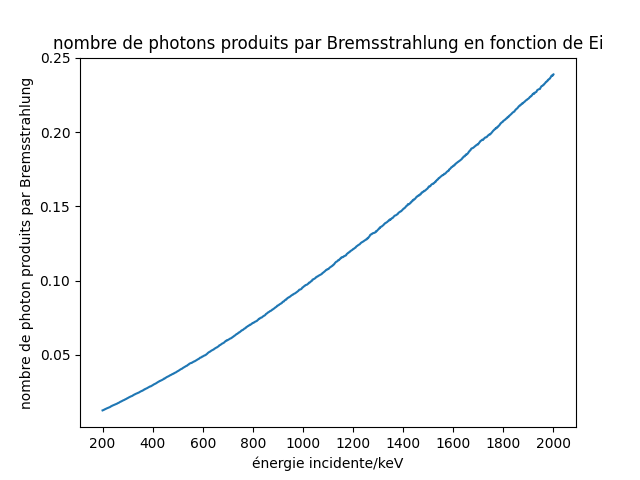 nombre de photons produits par Bremsstrahlung en fonction de Ei
nombre de photon produits par Bremsstrahlung
0.25
0.20
0.15
0.10
0.05
200 400 600 800 1000 1200 1400 1600 1800 2000
énergie incidente/keV